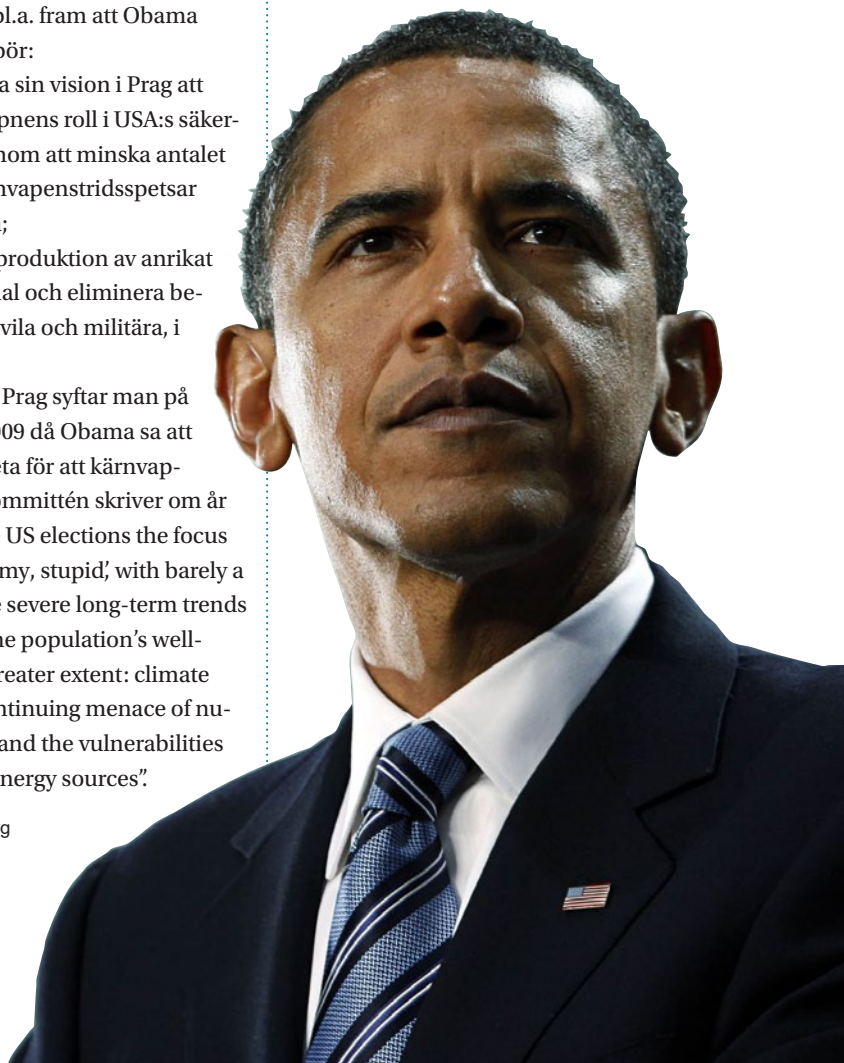 bl.a. fram att Obama
bör:
a sin vision i Prag att
pnens roll i USA:s säker-
nom att minska antalet
nvapenstridsspetsar
;
produktion av anrikat
al och eliminera be-
vila och militära, i
Prag syftar man på
09 då Obama sa att
eta för att kärnvap-
ommittén skriver om år
US elections the focus
my, stupid’, with barely a
e severe long-term trends
ne population’s well-
reater extent: climate
ntinuing menace of nu-
and the vulnerabilities
nergy sources”.
g